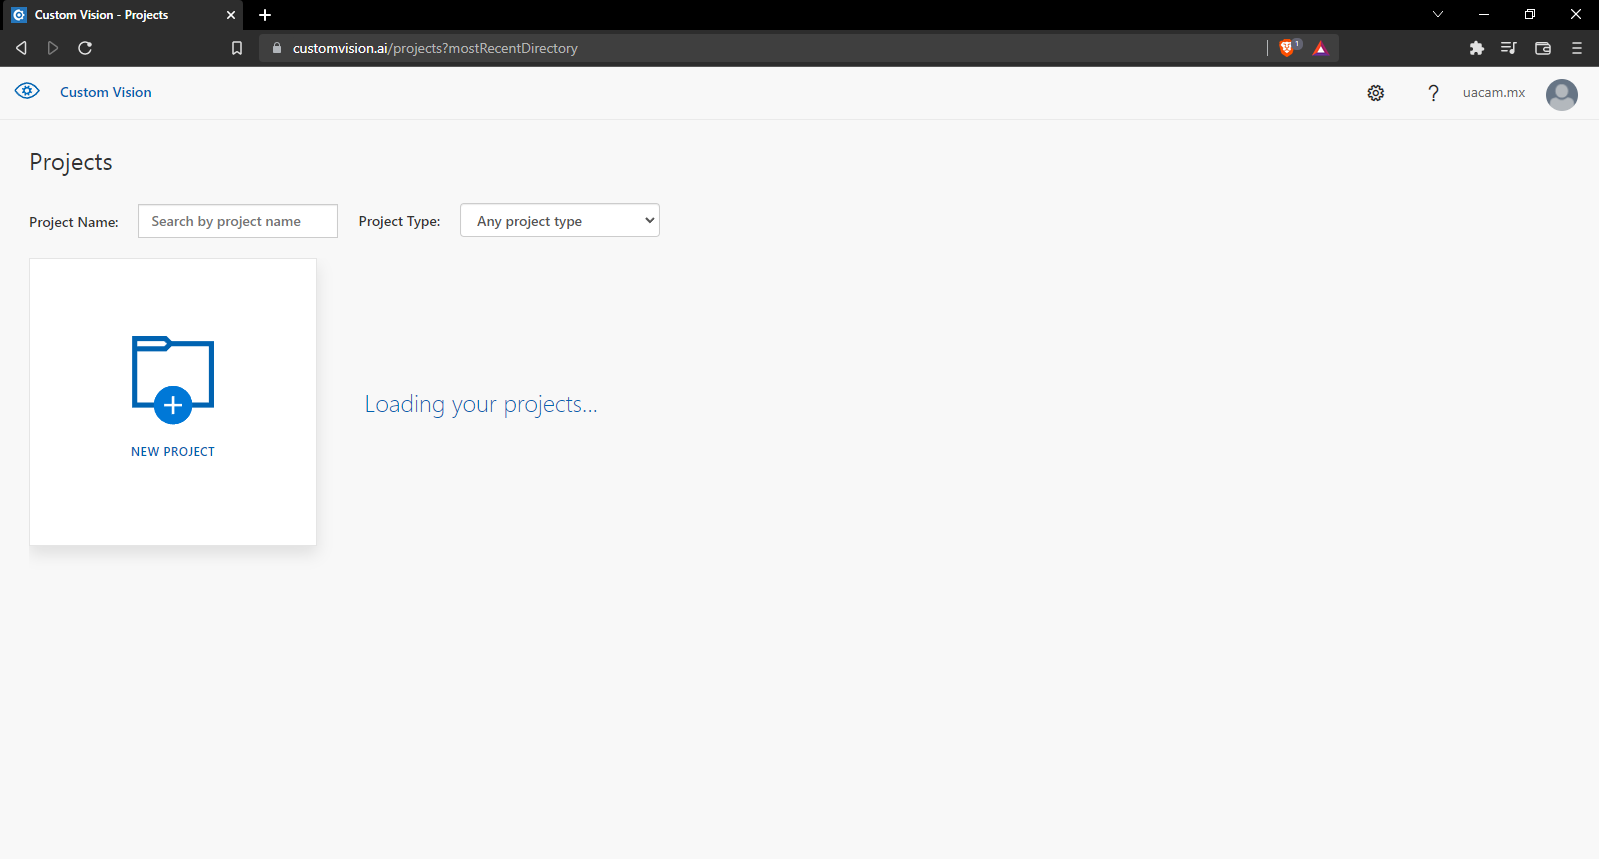 Custom Vision - Projects
customvision.ai/projects?mostRecentDirectory
1
Custom Vision
?
uacam.mx
Projects
Project Name:
Search by project name
Project Type:
Any project type
Loading your projects...
NEW PROJECT